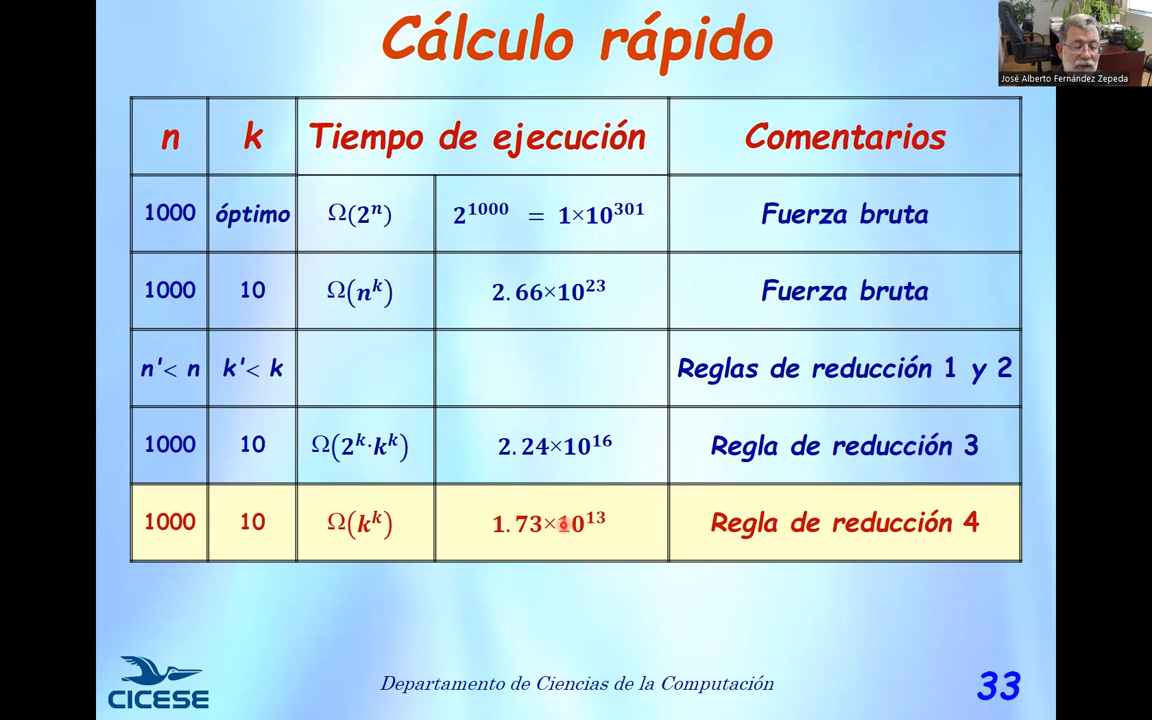 Cálculo rápido
José Alberto Fernández Zepeda
n k Tiempo de ejecución Comentarios
1000 óptimo Ω(2ⁿ) 2¹⁰⁰⁰ = 1×10³⁰¹ Fuerza bruta
1000 10 Ω(nᵏ) 2.66×10²³ Fuerza bruta
n'< n k'< k Reglas de reducción 1 y 2
1000 10 Ω(2ᵏ·kᵏ) 2.24×10¹⁶ Regla de reducción 3
1000 10 Ω(kᵏ) 1.73×10¹³ Regla de reducción 4
CICESE
Departamento de Ciencias de la Computación
33